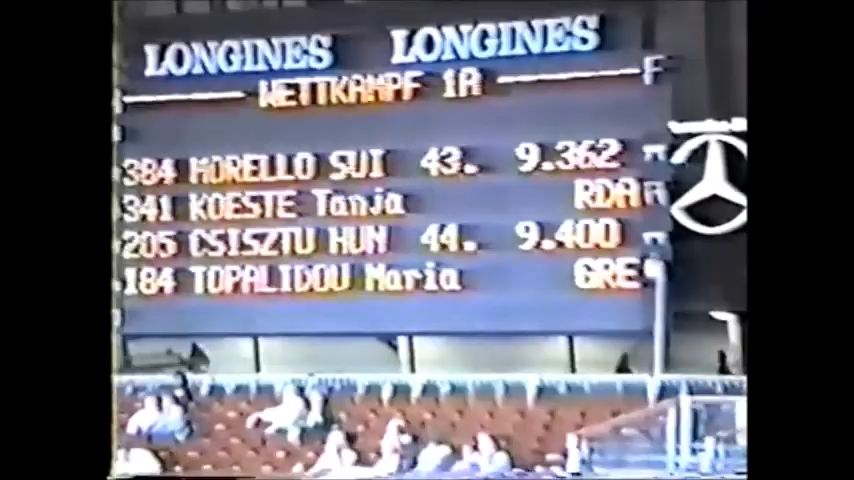 LONGINES LONGINES
WETTKAMPF 1A
384 MORELLO SUI 43. 9.362
341 KOESTE Tanja RDA
205 CSISZTU HUN 44. 9.400
184 TOPALIDOU Maria GRE